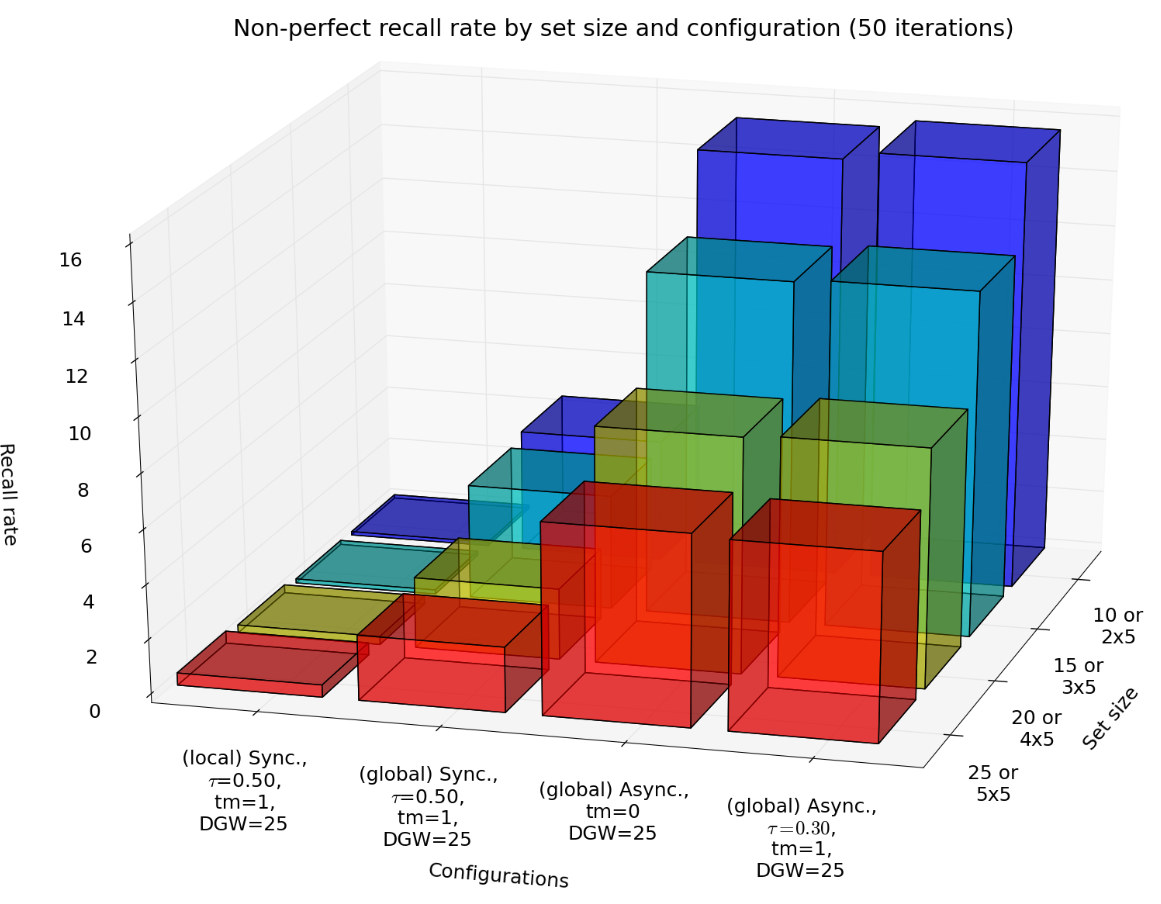 Non-perfect recall rate by set size and configuration (50 iterations)
16
14
12
10
8
6
4
2
0
Recall rate
(local) Sync.,
τ=0.50,
tm=1,
DGW=25
(global) Sync.,
τ=0.50,
tm=1,
DGW=25
(global) Async.,
tm=0
DGW=25
(global) Async.,
τ=0.30,
tm=1,
DGW=25
Configurations
10 or
2x5
15 or
3x5
20 or
4x5
25 or
5x5
Set size